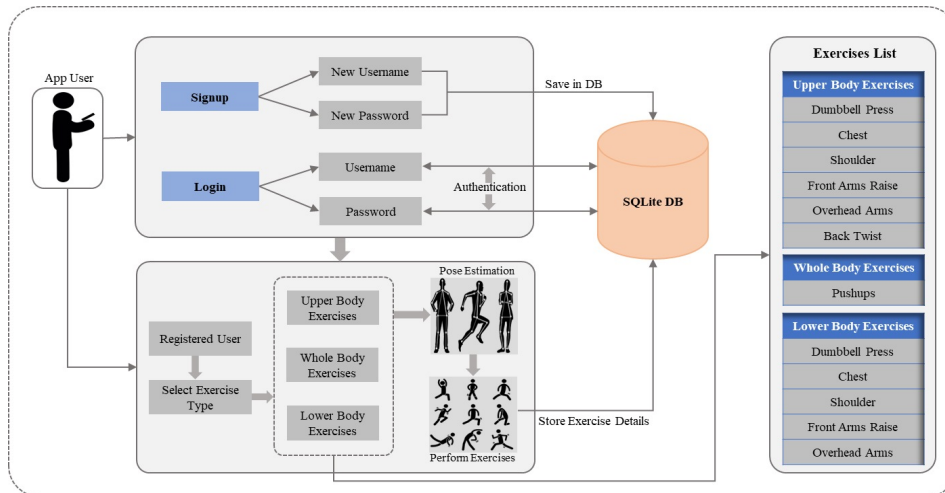 App User
Signup
New Username
New Password
Save in DB
Login
Username
Password
Authentication
SQLite DB
Registered User
Select Exercise
Type
Upper Body
Exercises
Whole Body
Exercises
Lower Body
Exercises
Pose Estimation
Perform Exercises
Store Exercise Details
Exercises List
Upper Body Exercises
Dumbbell Press
Chest
Shoulder
Front Arms Raise
Overhead Arms
Back Twist
Whole Body Exercises
Pushups
Lower Body Exercises
Dumbbell Press
Chest
Shoulder
Front Arms Raise
Overhead Arms